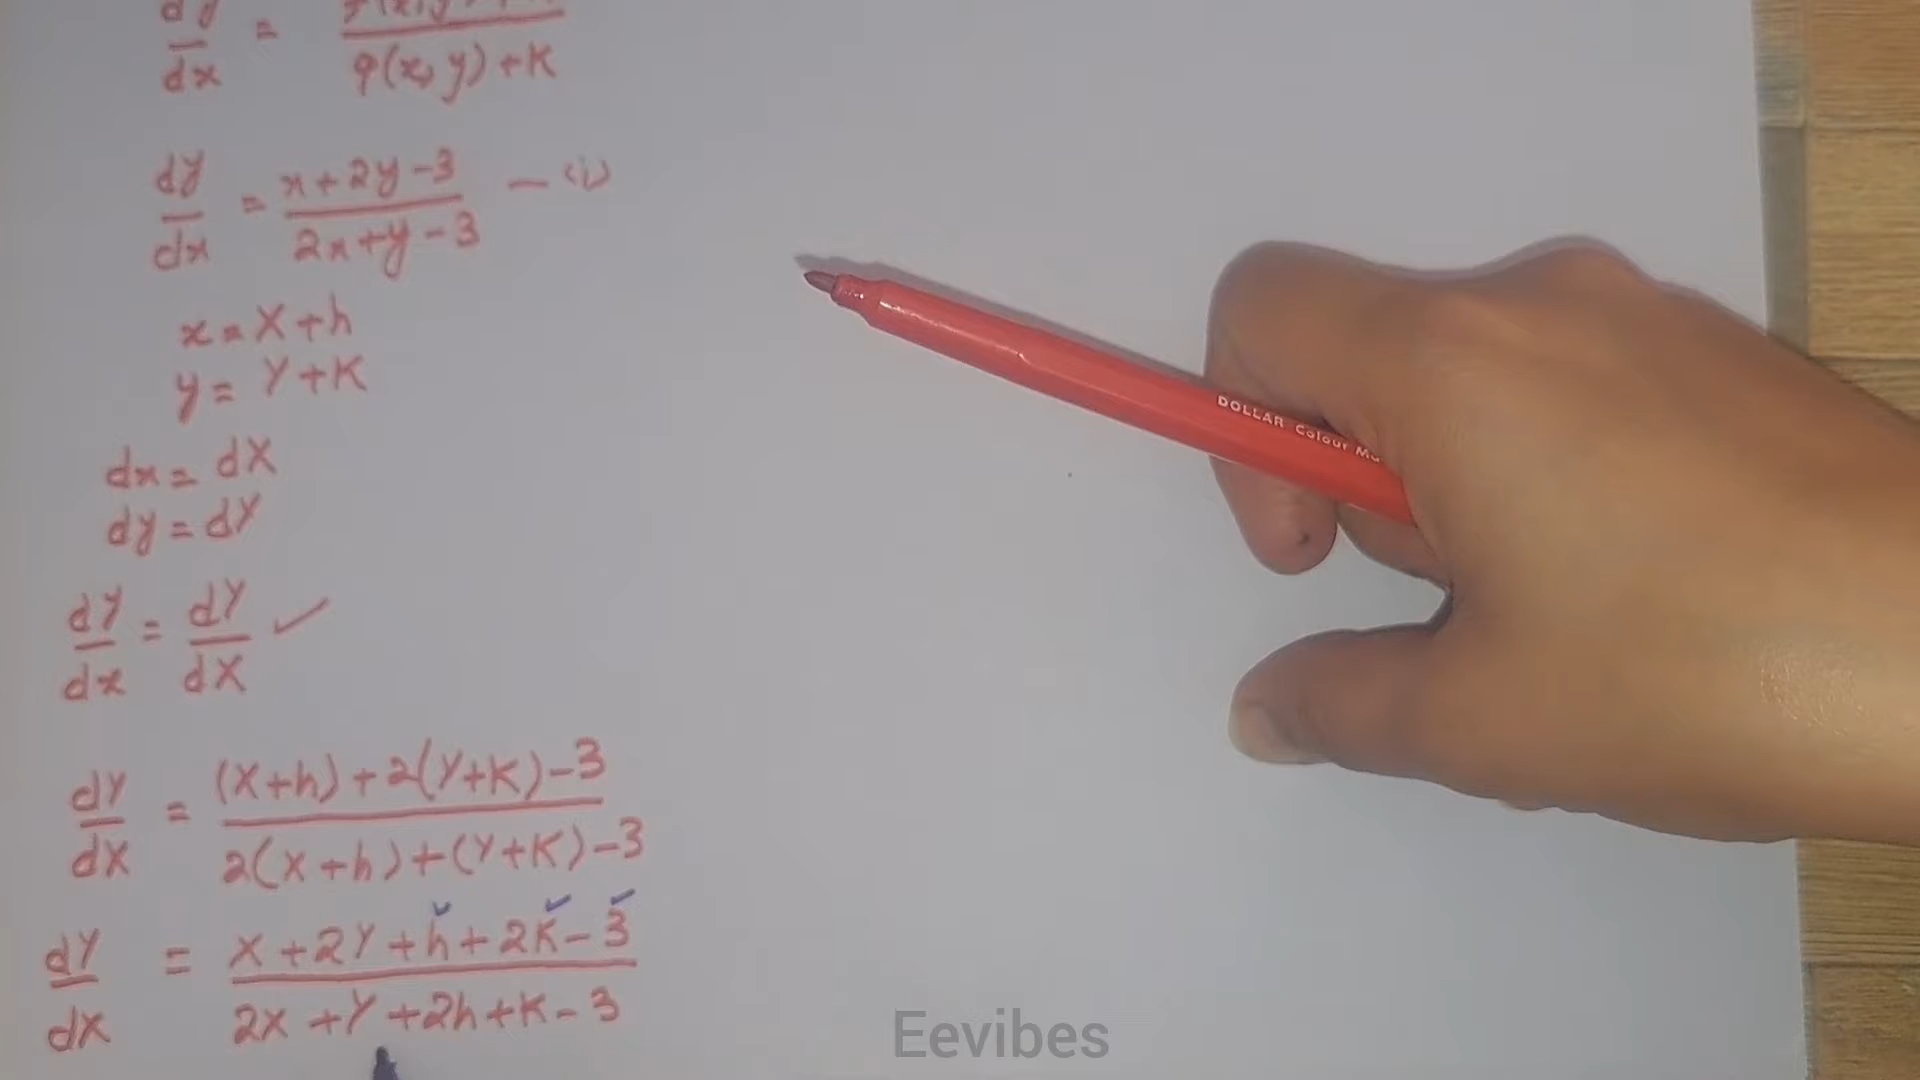 dy/dx =
g(x, y) + K
dy/dx = (x + 2y - 3)/(2x + y - 3) — (i)
x = X + h
y = Y + K
dx = dX
dy = dY
dy/dx = dY/dX ✓
dY/dX = ((X + h) + 2(Y + K) - 3)/(2(X + h) + (Y + K) - 3)
dY/dX = (X + 2Y + h + 2K - 3)/(2X + Y + 2h + K - 3)
DOLLAR Colour
Eevibes